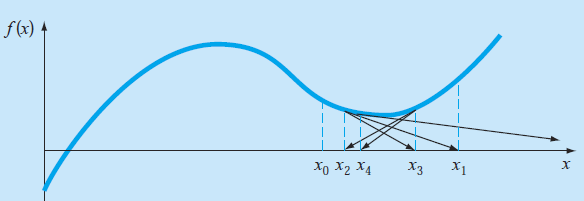 f(x)
x₀ x₂ x₄ x₃ x₁ x